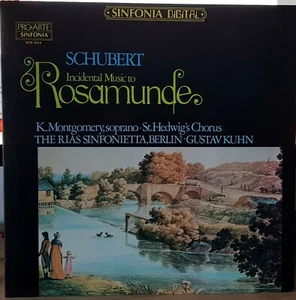 SINFONIA DIGITAL
PRO ARTE
SINFONIA
SCHUBERT
Incidental Music to
Rosamunde
K. Montgomery, soprano · St. Hedwig's Chorus
THE RIAS SINFONIETTA, BERLIN · GUSTAV KUHN